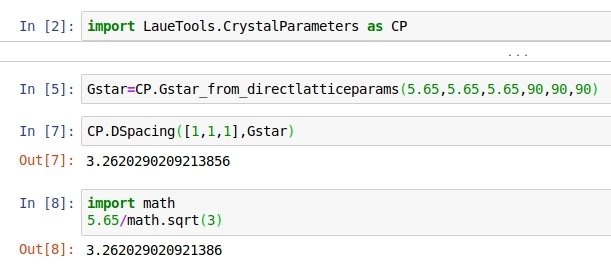 In [2]: import LaueTools.CrystalParameters as CP
...
In [5]: Gstar=CP.Gstar_from_directlatticeparams(5.65,5.65,5.65,90,90,90)
In [7]: CP.DSpacing([1,1,1],Gstar)
Out[7]: 3.2620290209213856
In [8]: import math
5.65/math.sqrt(3)
Out[8]: 3.262029020921386